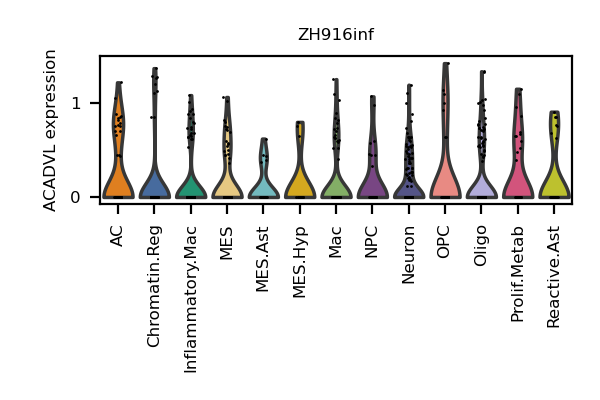 ZH916inf
ACADVL expression
1
0
AC
Chromatin.Reg
Inflammatory.Mac
MES
MES.Ast
MES.Hyp
Mac
NPC
Neuron
OPC
Oligo
Prolif.Metab
Reactive.Ast